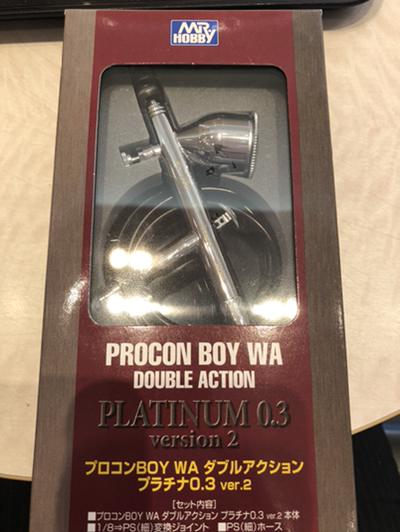 MR
HOBBY
PROCON BOY WA
DOUBLE ACTION
PLATINUM 0.3
version 2
プロコンBOY WA ダブルアクション
プラチナ0.3 ver.2
[セット内容]
■プロコンBOY WA ダブルアクション プラチナ0.3 ver.2 本体
■1/8⇒PS(細)変換ジョイント ■PS(細)ホース